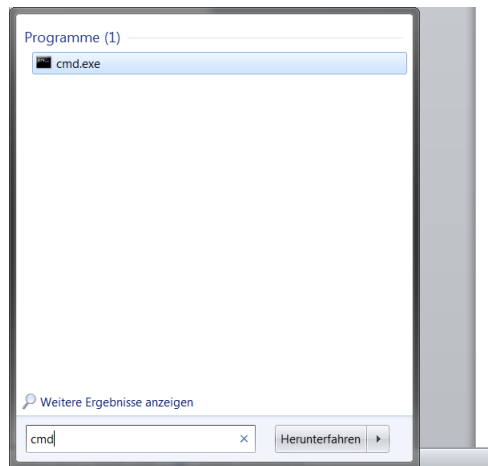 Programme (1)
cmd.exe
Weitere Ergebnisse anzeigen
cmd
Herunterfahren